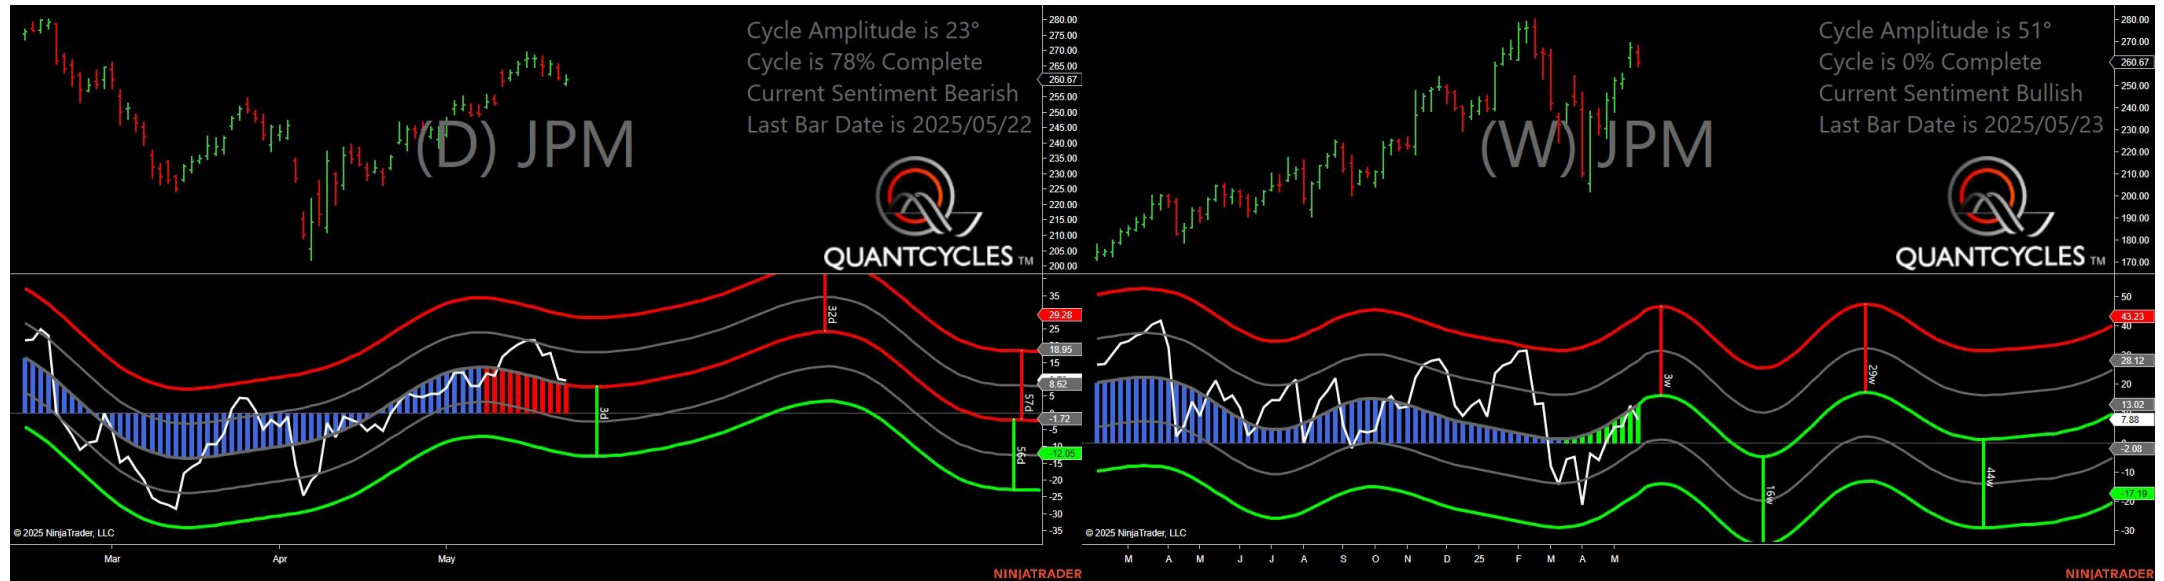 Cycle Amplitude is 23°
Cycle is 78% Complete
Current Sentiment Bearish
Last Bar Date is 2025/05/22
(D) JPM
QUANTCYCLES TM
280.00
275.00
270.00
265.00
260.67
255.00
250.00
245.00
240.00
235.00
230.00
225.00
220.00
215.00
210.00
205.00
200.00
35
29.28
25
18.95
8.62
5
-1.72
-5
-10
-12.05
-15
-20
-25
-30
-35
3d
32d
57d
56d
© 2025 NinjaTrader, LLC
Mar Apr May
NINJATRADER
Cycle Amplitude is 51°
Cycle is 0% Complete
Current Sentiment Bullish
Last Bar Date is 2025/05/23
(W) JPM
QUANTCYCLES TM
280.00
270.00
260.67
250.00
240.00
230.00
220.00
210.00
200.00
190.00
180.00
170.00
50
43.23
40
28.12
20
13.02
7.88
-2.08
-10
-17.19
-20
-30
3w
16w
29w
44w
© 2025 NinjaTrader, LLC
M A M J J A S O N D 25 F M A M
NINJATRADER